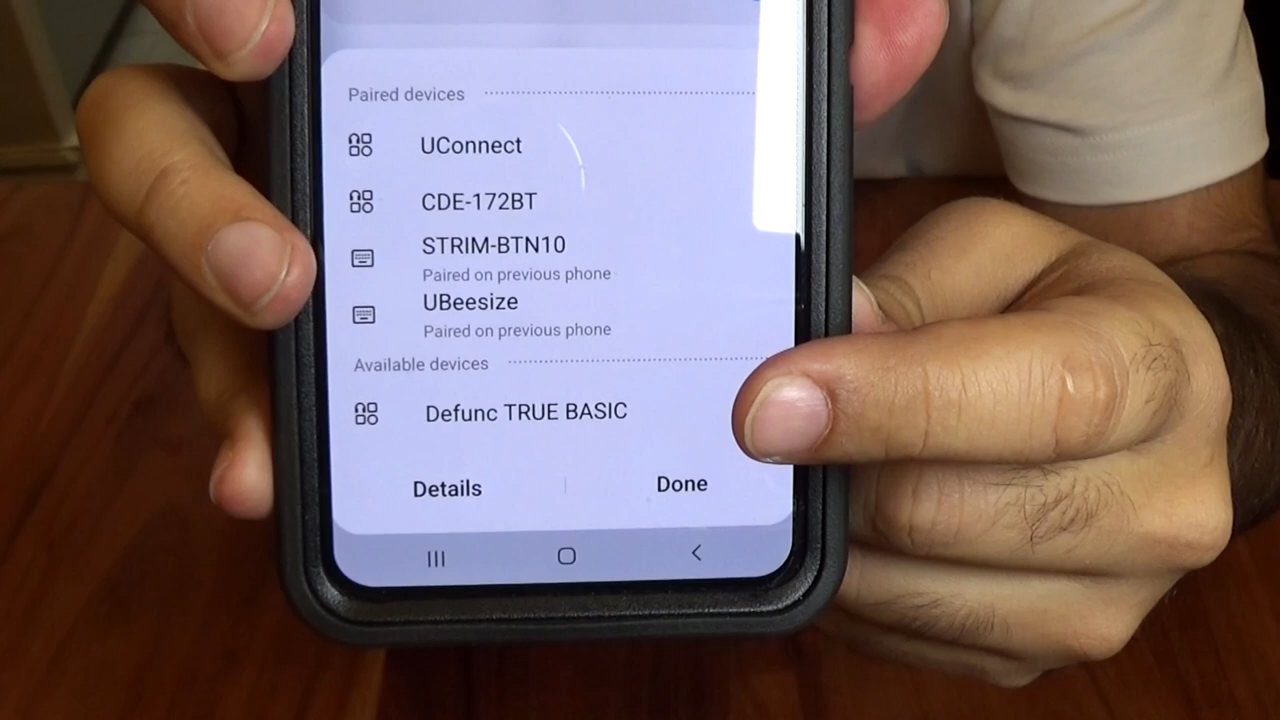 Paired devices
UConnect
CDE-172BT
STRIM-BTN10
Paired on previous phone
UBeesize
Paired on previous phone
Available devices
Defunc TRUE BASIC
Details
Done